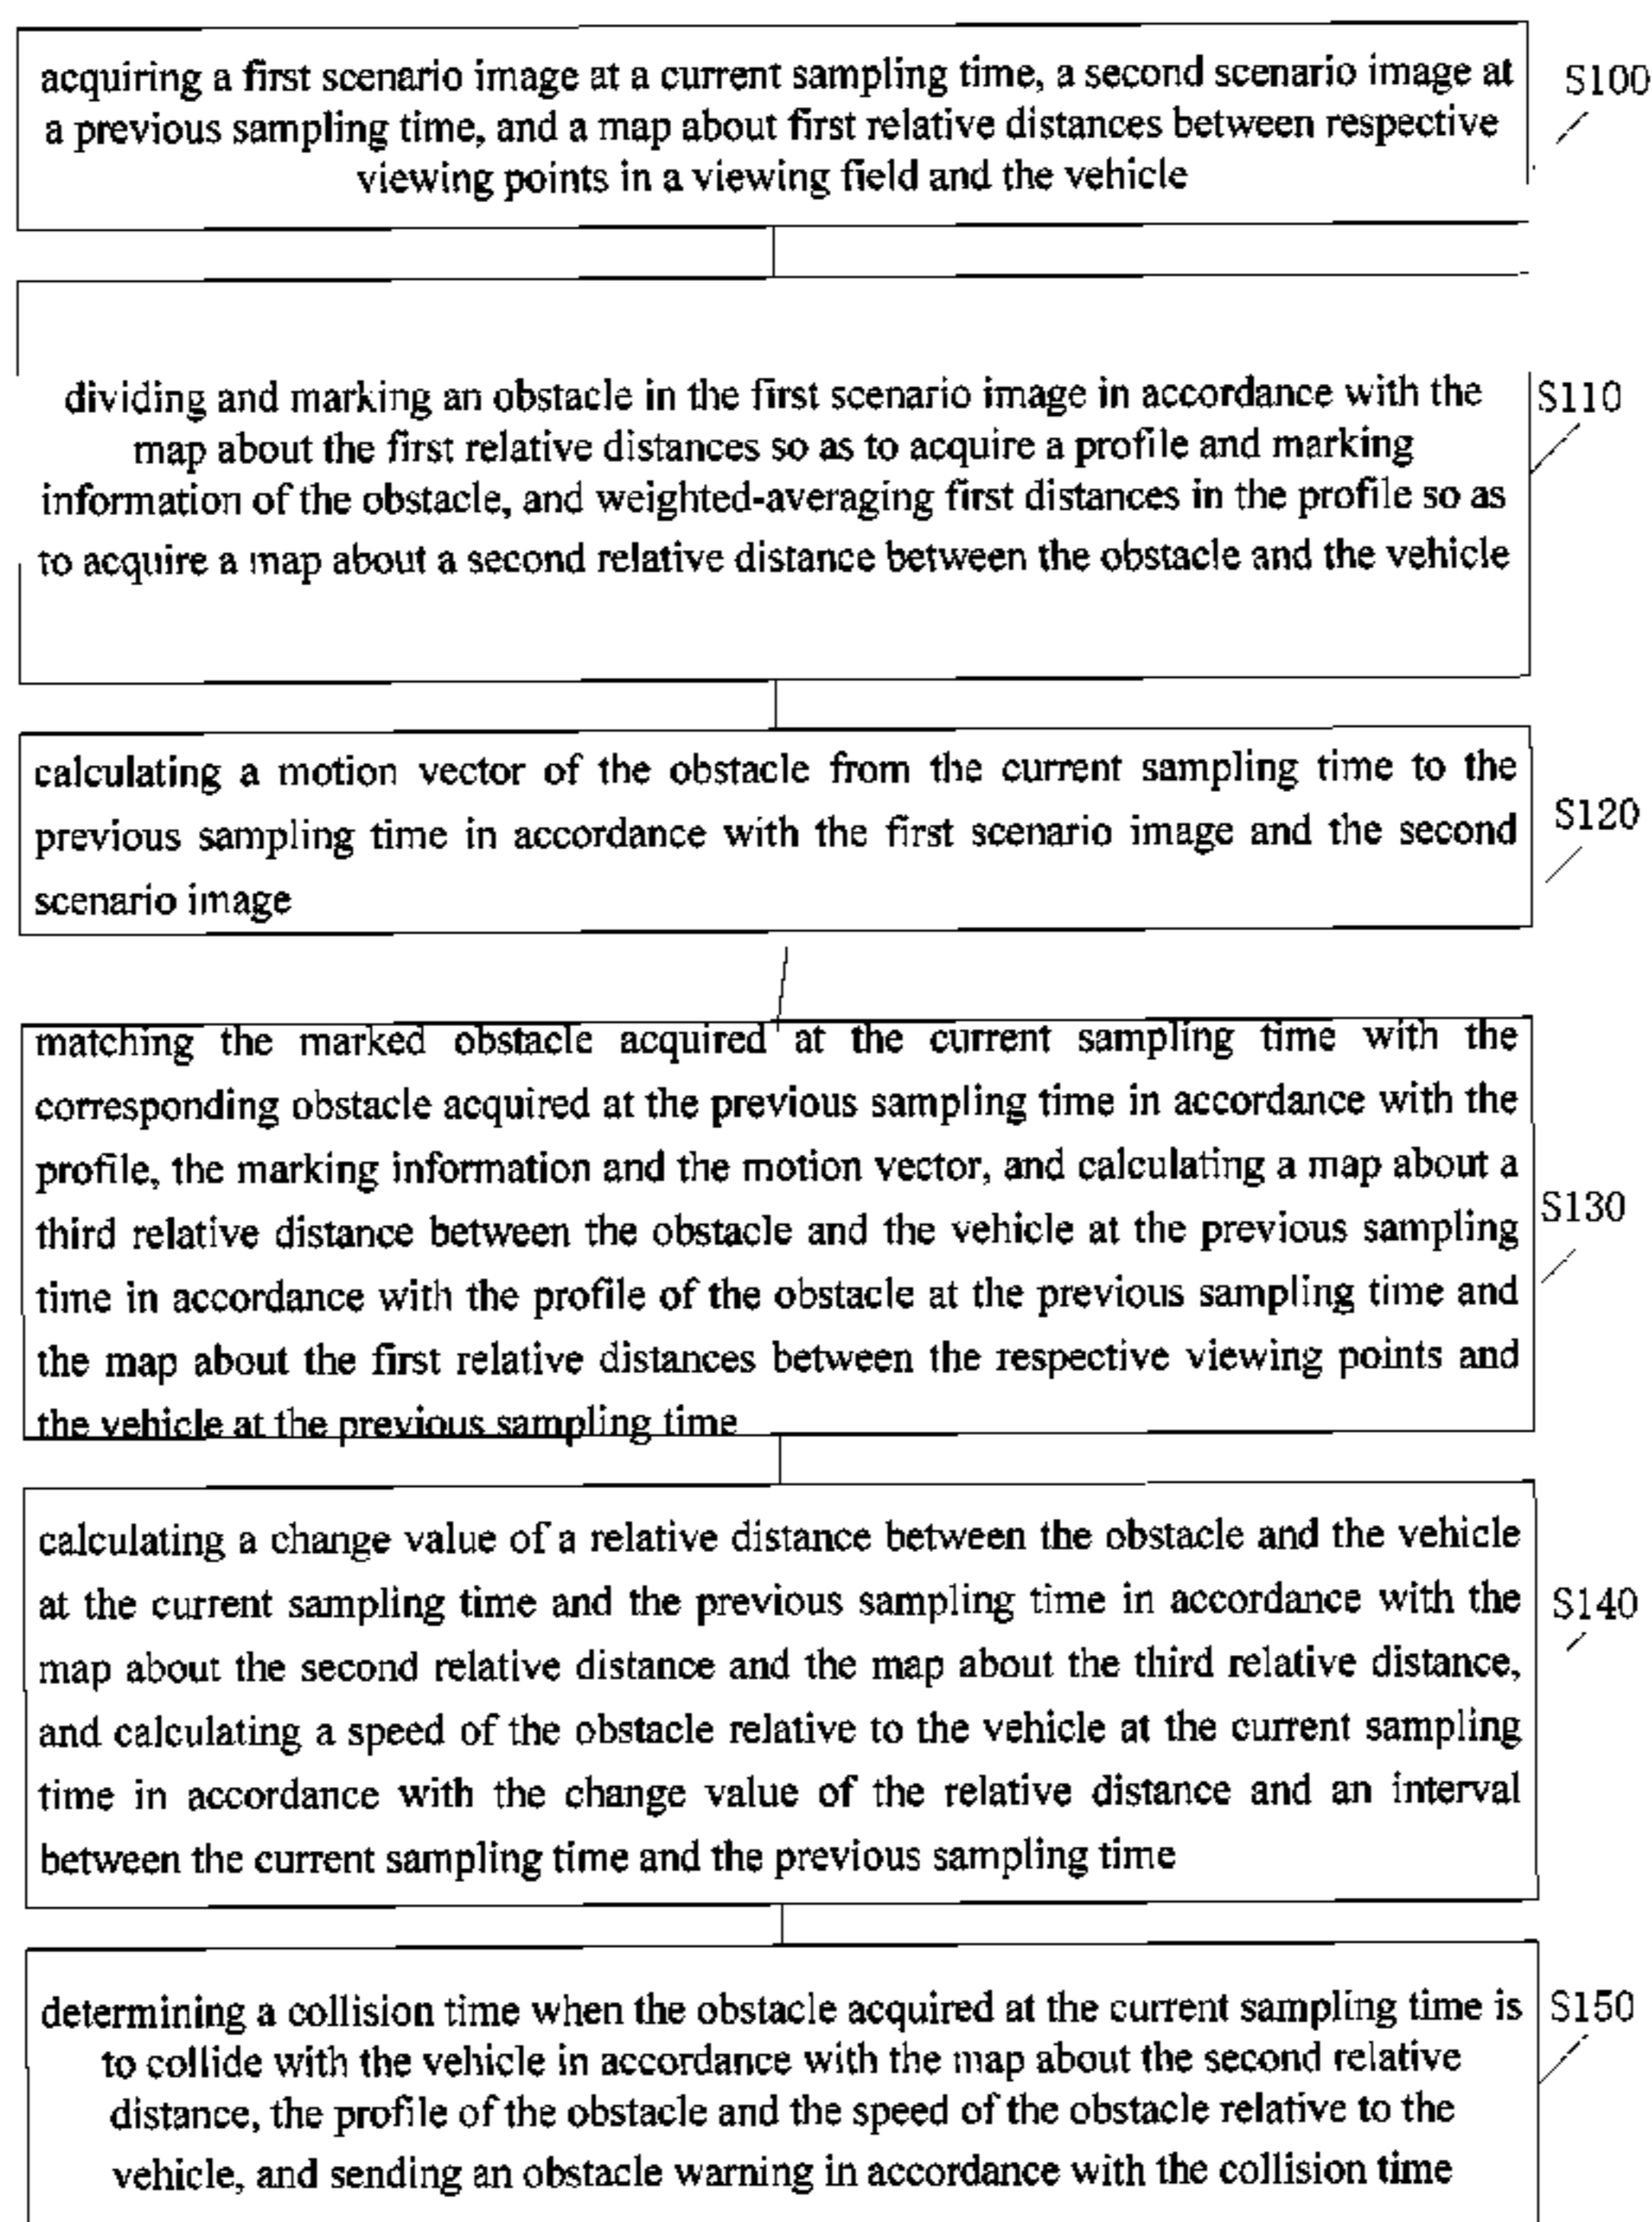 acquiring a first scenario image at a current sampling time, a second scenario image at
a previous sampling time, and a map about first relative distances between respective
viewing points in a viewing field and the vehicle
S100
dividing and marking an obstacle in the first scenario image in accordance with the
map about the first relative distances so as to acquire a profile and marking
information of the obstacle, and weighted-averaging first distances in the profile so as
to acquire a map about a second relative distance between the obstacle and the vehicle
S110
calculating a motion vector of the obstacle from the current sampling time to the
previous sampling time in accordance with the first scenario image and the second
scenario image
S120
matching the marked obstacle acquired at the current sampling time with the
corresponding obstacle acquired at the previous sampling time in accordance with the
profile, the marking information and the motion vector, and calculating a map about a
third relative distance between the obstacle and the vehicle at the previous sampling
time in accordance with the profile of the obstacle at the previous sampling time and
the map about the first relative distances between the respective viewing points and
the vehicle at the previous sampling time
S130
calculating a change value of a relative distance between the obstacle and the vehicle
at the current sampling time and the previous sampling time in accordance with the
map about the second relative distance and the map about the third relative distance,
and calculating a speed of the obstacle relative to the vehicle at the current sampling
time in accordance with the change value of the relative distance and an interval
between the current sampling time and the previous sampling time
S140
determining a collision time when the obstacle acquired at the current sampling time is
to collide with the vehicle in accordance with the map about the second relative
distance, the profile of the obstacle and the speed of the obstacle relative to the
vehicle, and sending an obstacle warning in accordance with the collision time
S150